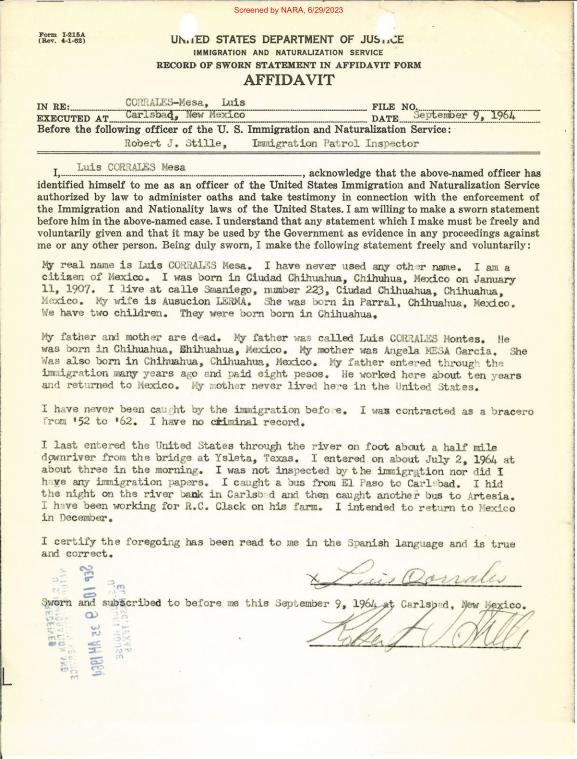 Screened by NARA, 6/29/2023
Form I-215A
(Rev. 4-1-62)
UNITED STATES DEPARTMENT OF JUSTICE
IMMIGRATION AND NATURALIZATION SERVICE
RECORD OF SWORN STATEMENT IN AFFIDAVIT FORM
AFFIDAVIT
IN RE: CORRALES-Mesa, Luis FILE NO.
EXECUTED AT Carlsbad, New Mexico DATE September 9, 1964
Before the following officer of the U. S. Immigration and Naturalization Service:
Robert J. Stille, Immigration Patrol Inspector
I, Luis CORRALES Mesa, acknowledge that the above-named officer has
identified himself to me as an officer of the United States Immigration and Naturalization Service
authorized by law to administer oaths and take testimony in connection with the enforcement of
the Immigration and Nationality laws of the United States. I am willing to make a sworn statement
before him in the above-named case. I understand that any statement which I make must be freely and
voluntarily given and that it may be used by the Government as evidence in any proceedings against
me or any other person. Being duly sworn, I make the following statement freely and voluntarily:
My real name is Luis CORRALES Mesa. I have never used any other name. I am a
citizen of Mexico. I was born in Ciudad Chihuahua, Chihuhua, Mexico on January
11, 1907. I live at calle Smaniego, number 223, Ciudad Chihuahua, Chihuahua,
Mexico. My wife is Ausucion LERMA. She was born in Parral, Chihuahua, Mexico.
We have two children. They were born born in Chihuahua.
My father and mother are dead. My father was called Luis CORRALES Montes. He
was born in Chihuahua, Chihuahua, Mexico. My mother was Angela MESA Garcia. She
Was also born in Chihuahua, Chihuahua, Mexico. My father entered through the
immigration many years ago and paid eight pesos. He worked here about ten years
and returned to Mexico. My mother never lived here in the United States.
I have never been caught by the immigration before. I was contracted as a bracero
from '52 to '62. I have no criminal record.
I last entered the United States through the river on foot about a half mile
downriver from the bridge at Ysleta, Texas. I entered on about July 2, 1964 at
about three in the morning. I was not inspected by the immigration nor did I
have any immigration papers. I caught a bus from El Paso to Carlsbad. I hid
the night on the river bank in Carlsbad and then caught another bus to Artesia.
I have been working for R.C. Clack on his farm. I intended to return to Mexico
in December.
I certify the foregoing has been read to me in the Spanish language and is true
and correct.
x Luis Corrales
Sworn and subscribed to before me this September 9, 1964 at Carlsbad, New Mexico.
Robert J Stille
SEP 10 9 35 AM 1964
RECEIVED